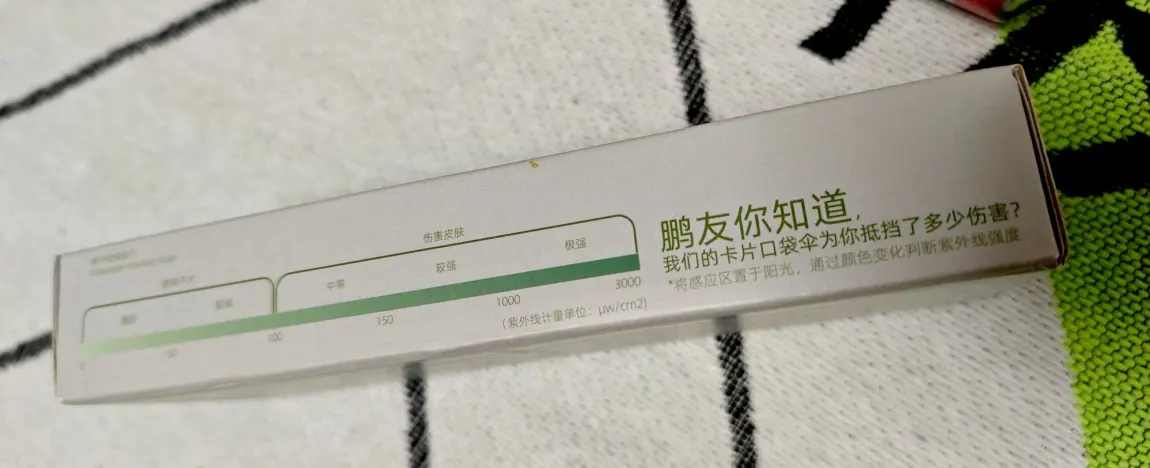 伤害皮肤
中等
较强
极强
50
100
150
1000
3000
(紫外线计量单位：μw/cm2)
鹏友你知道,
我们的卡片口袋伞为你抵挡了多少伤害?
*将感应区置于阳光，通过颜色变化判断紫外线强度